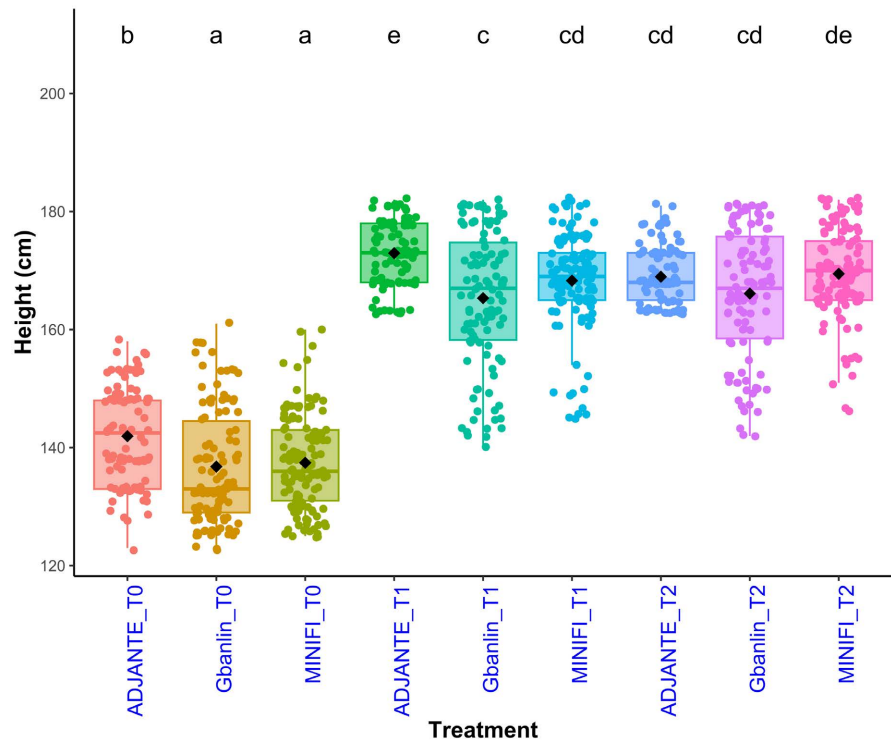 b a a e c cd cd cd de
200
180
160
140
120
Height (cm)
ADJANTE_T0
Gbanlin_T0
MINIFI_T0
ADJANTE_T1
Gbanlin_T1
MINIFI_T1
ADJANTE_T2
Gbanlin_T2
MINIFI_T2
Treatment